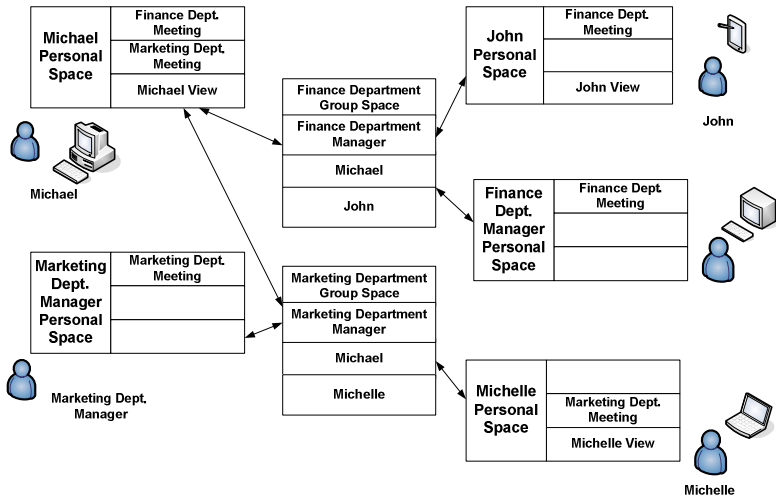 Michael
Personal
Space
Finance Dept.
Meeting
Marketing Dept.
Meeting
Michael View
Michael
Finance Department
Group Space
Finance Department
Manager
Michael
John
John
Personal
Space
Finance Dept.
Meeting
John View
John
Finance
Dept.
Manager
Personal
Space
Finance Dept.
Meeting
Marketing
Dept.
Manager
Personal
Space
Marketing Dept.
Meeting
Marketing Dept.
Manager
Marketing Department
Group Space
Marketing Department
Manager
Michael
Michelle
Michelle
Personal
Space
Marketing Dept.
Meeting
Michelle View
Michelle